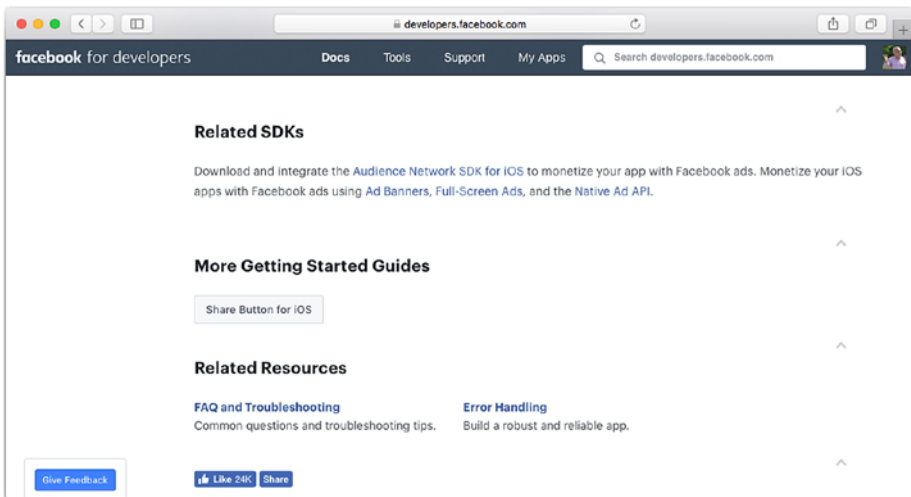 developers.facebook.com
facebook for developers Docs Tools Support My Apps Search developers.facebook.com
Related SDKs
Download and integrate the Audience Network SDK for iOS to monetize your app with Facebook ads. Monetize your iOS
apps with Facebook ads using Ad Banners, Full-Screen Ads, and the Native Ad API.
More Getting Started Guides
Share Button for iOS
Related Resources
FAQ and Troubleshooting Error Handling
Common questions and troubleshooting tips. Build a robust and reliable app.
Give Feedback Like 24K Share